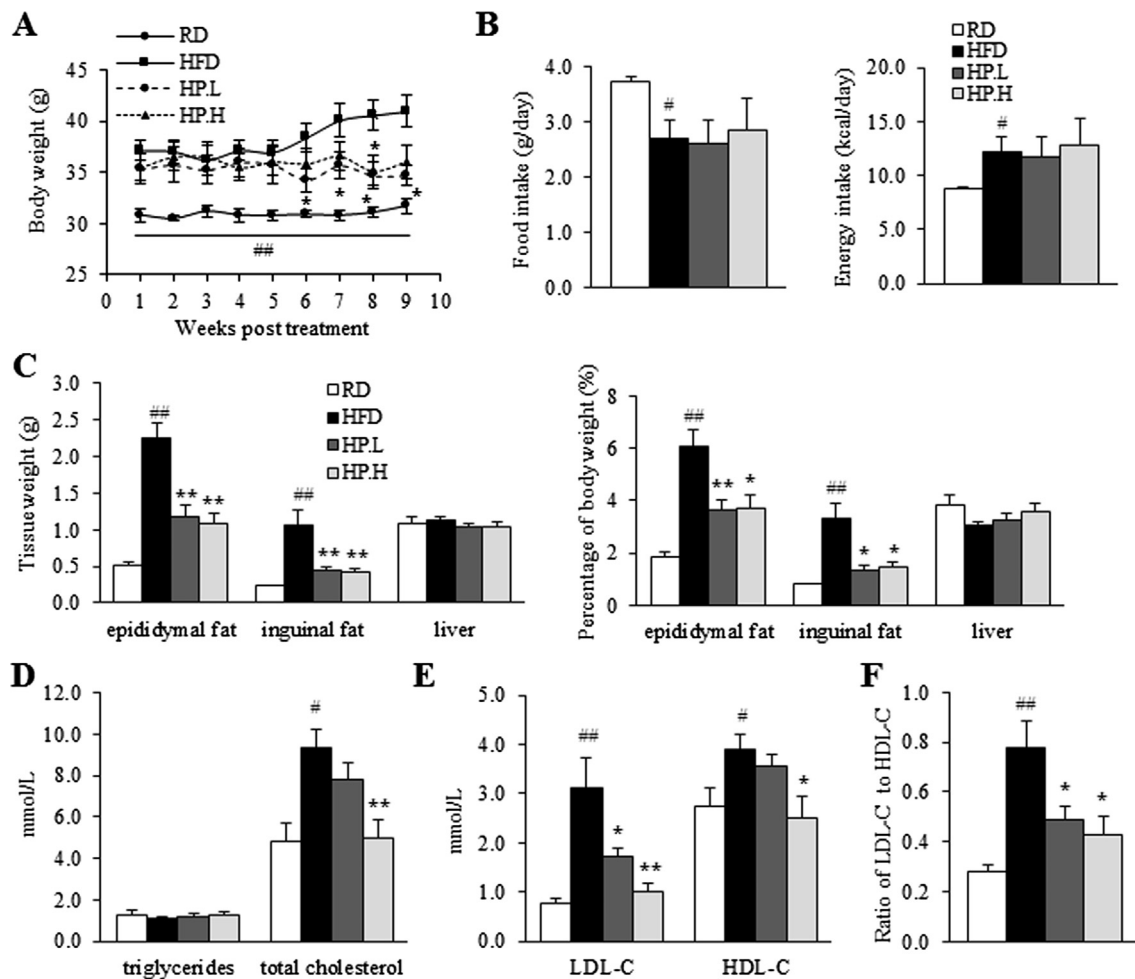 A
RD
HFD
HP.L
HP.H
Body weight (g)
45
40
35
30
25
* * * * *
##
0 1 2 3 4 5 6 7 8 9 10
Weeks post treatment
B
RD
HFD
HP.L
HP.H
Food intake (g/day)
4.0
3.0
2.0
1.0
0.0
#
Energy intake (kcal/day)
20.0
15.0
10.0
5.0
0.0
#
C
RD
HFD
HP.L
HP.H
Tissue weight (g)
3.0
2.5
2.0
1.5
1.0
0.5
0.0
## ** ** ## ** **
epididymal fat inguinal fat liver
Percentage of bodyweight (%)
8
6
4
2
0
## ** * ## * *
epididymal fat inguinal fat liver
D
mmol/L
12.0
10.0
8.0
6.0
4.0
2.0
0.0
# **
triglycerides total cholesterol
E
mmol/L
5.0
4.0
3.0
2.0
1.0
0.0
## * ** # *
LDL-C HDL-C
F
Ratio of LDL-C to HDL-C
1.0
0.8
0.6
0.4
0.2
0.0
## * *